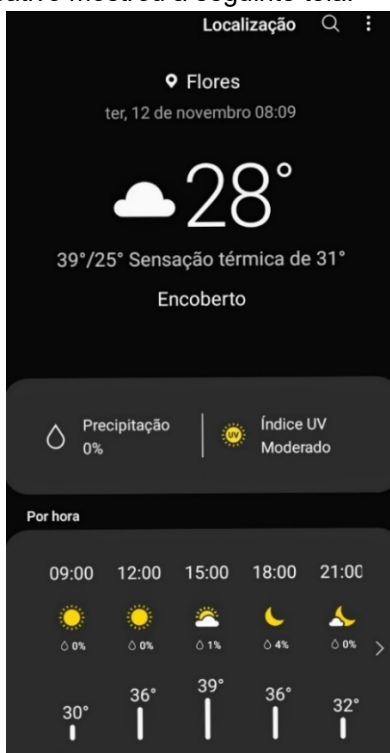 Localização
Flores
ter, 12 de novembro 08:09
28°
39°/25° Sensação térmica de 31°
Encoberto
Precipitação
0%
UV
Índice UV
Moderado
Por hora
09:00 12:00 15:00 18:00 21:00
0% 0% 1% 4% 0%
30° 36° 39° 36° 32°